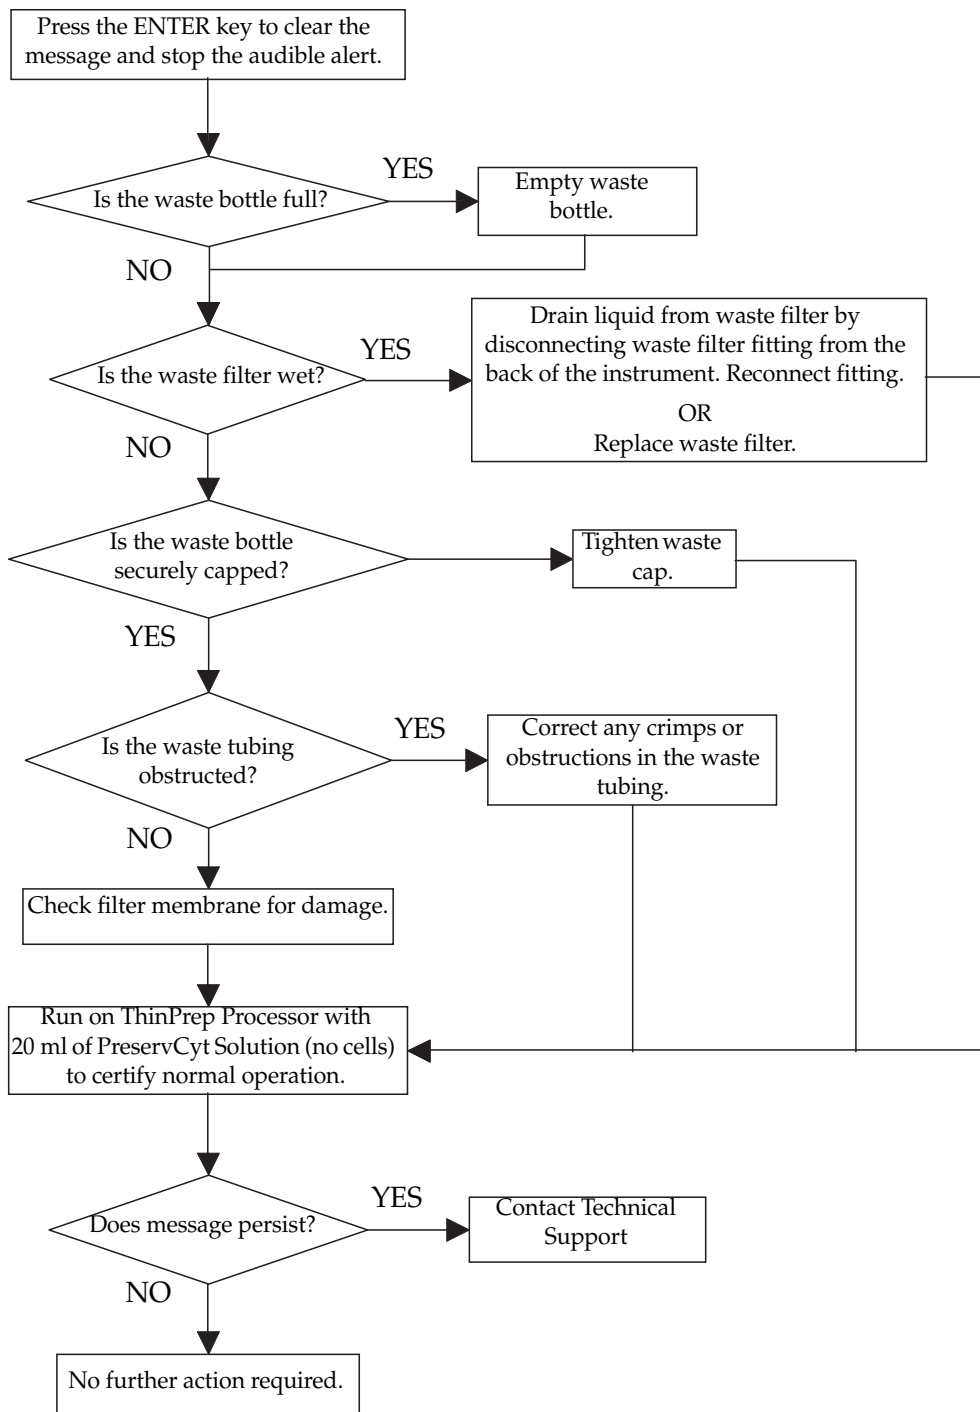 Press the ENTER key to clear the
message and stop the audible alert.
Is the waste bottle full?
YES
Empty waste
bottle.
NO
Is the waste filter wet?
YES
Drain liquid from waste filter by
disconnecting waste filter fitting from the
back of the instrument. Reconnect fitting.
OR
Replace waste filter.
NO
Is the waste bottle
securely capped?
Tighten waste
cap.
YES
Is the waste tubing
obstructed?
YES
Correct any crimps or
obstructions in the waste
tubing.
NO
Check filter membrane for damage.
Run on ThinPrep Processor with
20 ml of PreservCyt Solution (no cells)
to certify normal operation.
Does message persist?
YES
Contact Technical
Support
NO
No further action required.